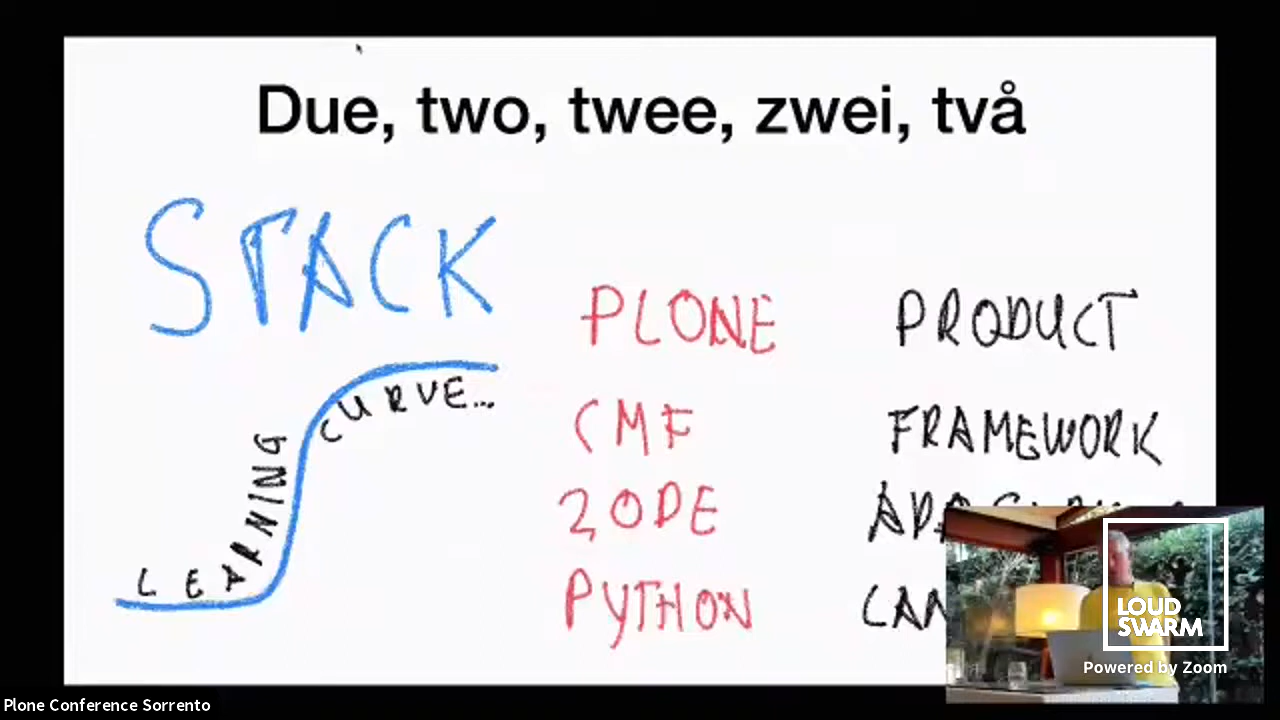 Due, two, twee, zwei, två
STACK
LEARNING CURVE...
PLONE PRODUCT
CMF FRAMEWORK
ZOPE
PYTHON
LOUD
SWARM
Powered by Zoom
Plone Conference Sorrento